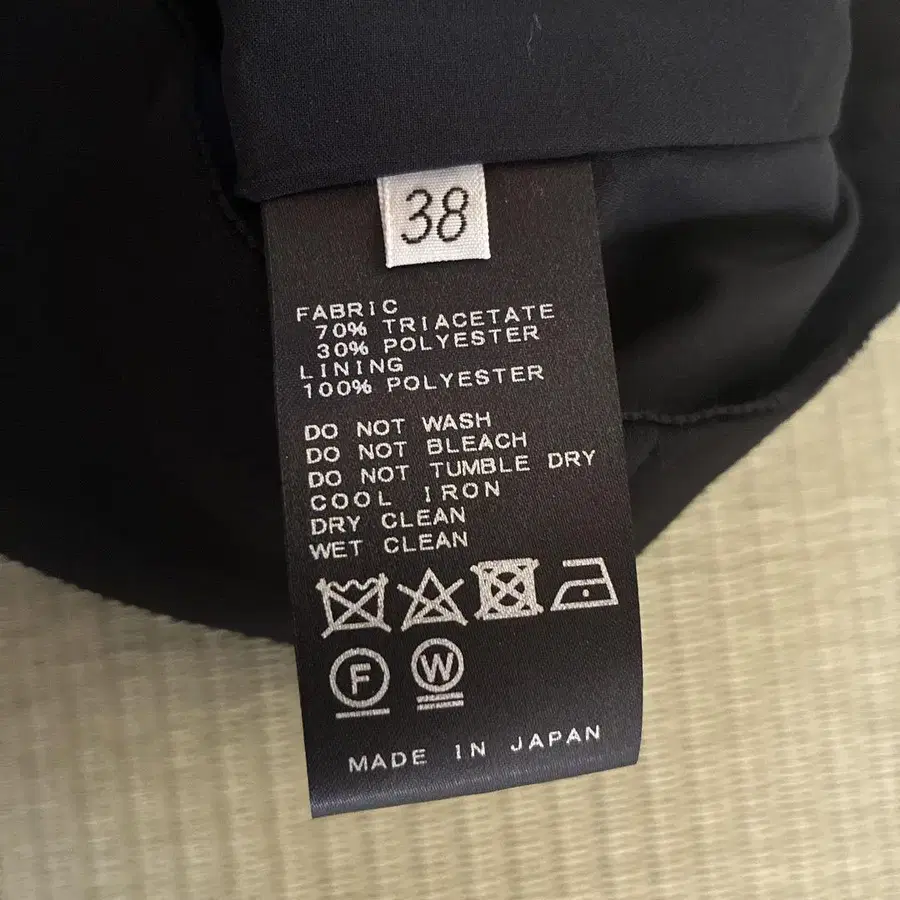 38
FABRIC
70% TRIACETATE
30% POLYESTER
LINING
100% POLYESTER
DO NOT WASH
DO NOT BLEACH
DO NOT TUMBLE DRY
COOL IRON
DRY CLEAN
WET CLEAN
F W
MADE IN JAPAN